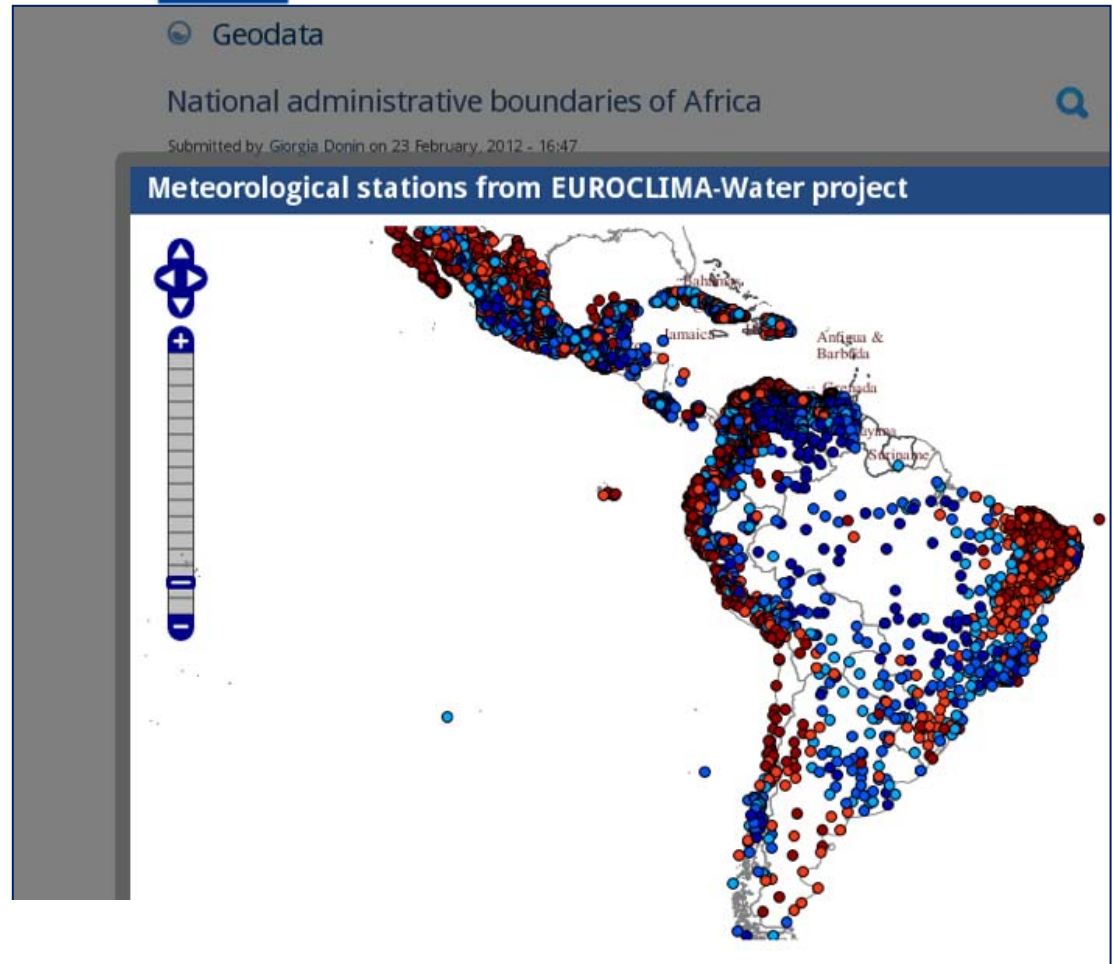 Geodata
National administrative boundaries of Africa
Submitted by Giorgia Donin on 23 February, 2012 - 16:47
Meteorological stations from EUROCLIMA-Water project
Bahamas
Jamaica
Antigua &
Barbuda
Grenada
Suriname